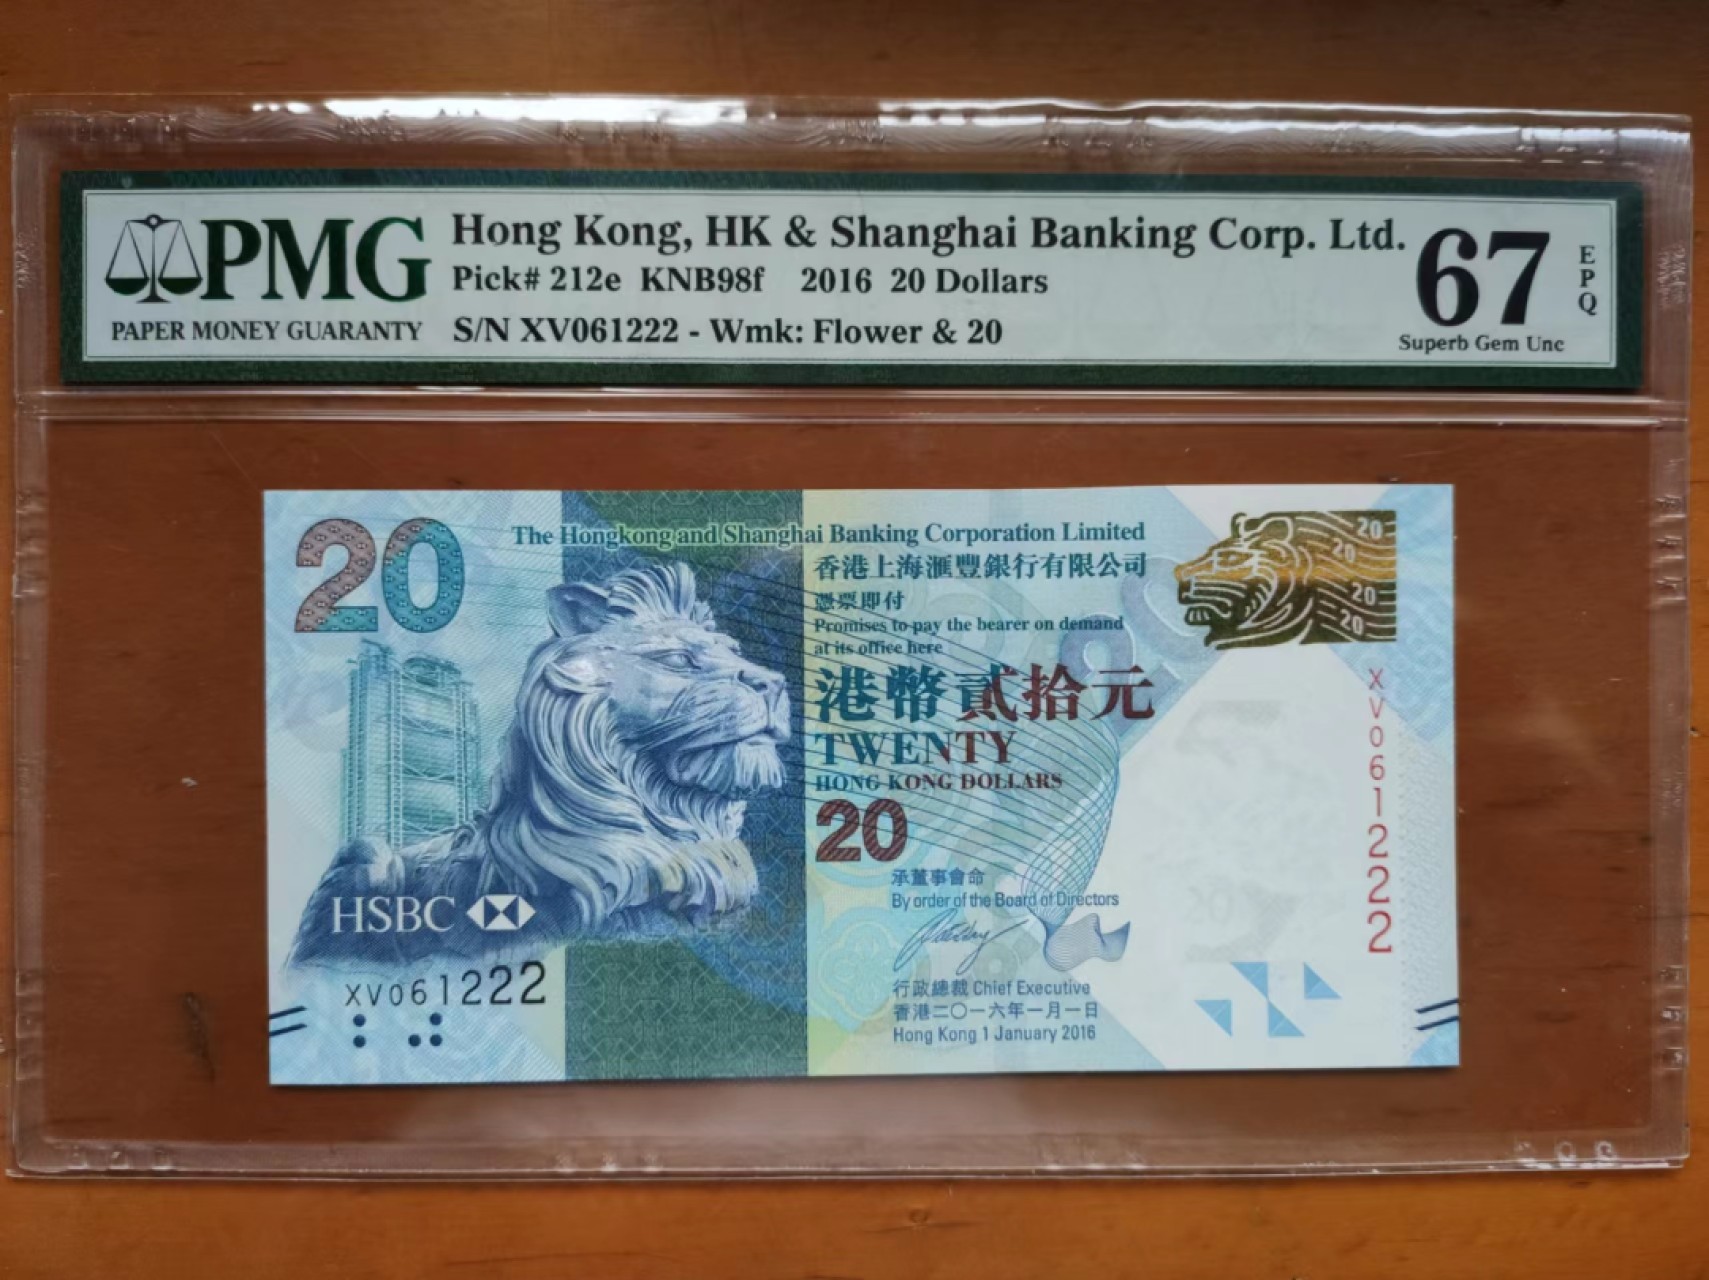 PMG
PAPER MONEY GUARANTY
Hong Kong, HK & Shanghai Banking Corp. Ltd.
Pick# 212e KNB98f 2016 20 Dollars
S/N XV061222 - Wmk: Flower & 20
67
EPQ
Superb Gem Unc
20
The Hongkong and Shanghai Banking Corporation Limited
香港上海滙豐銀行有限公司
憑票即付
Promises to pay the bearer on demand
at its office here
港幣貳拾元
TWENTY
HONG KONG DOLLARS
20
承董事會命
By order of the Board of Directors
行政總裁 Chief Executive
香港二〇一六年一月一日
Hong Kong 1 January 2016
HSBC
XV061222
20
20
20
20
XV061222